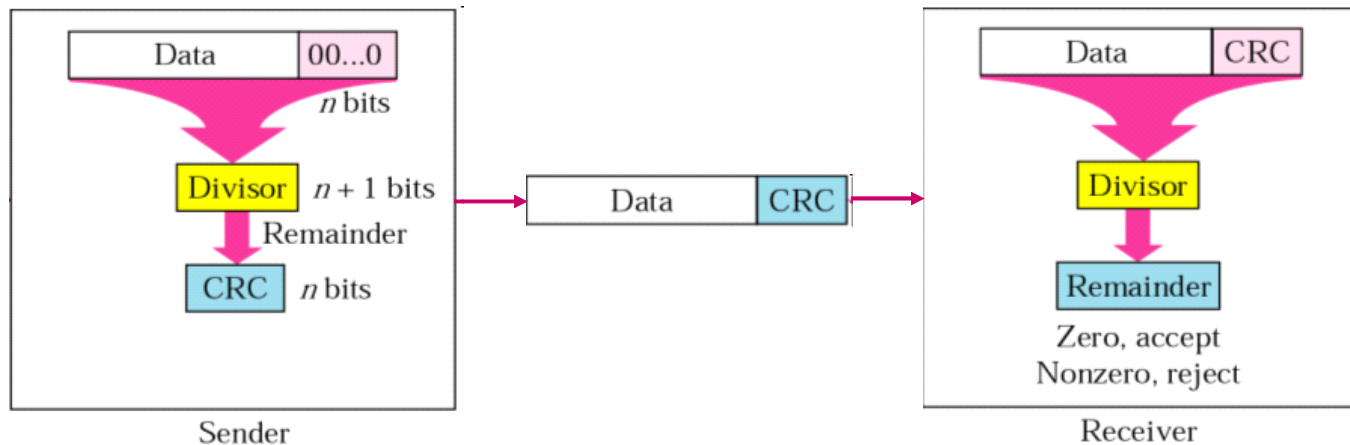 Data 00...0
n bits
Divisor n + 1 bits
Remainder
CRC n bits
Sender
Data CRC
Data CRC
Divisor
Remainder
Zero, accept
Nonzero, reject
Receiver